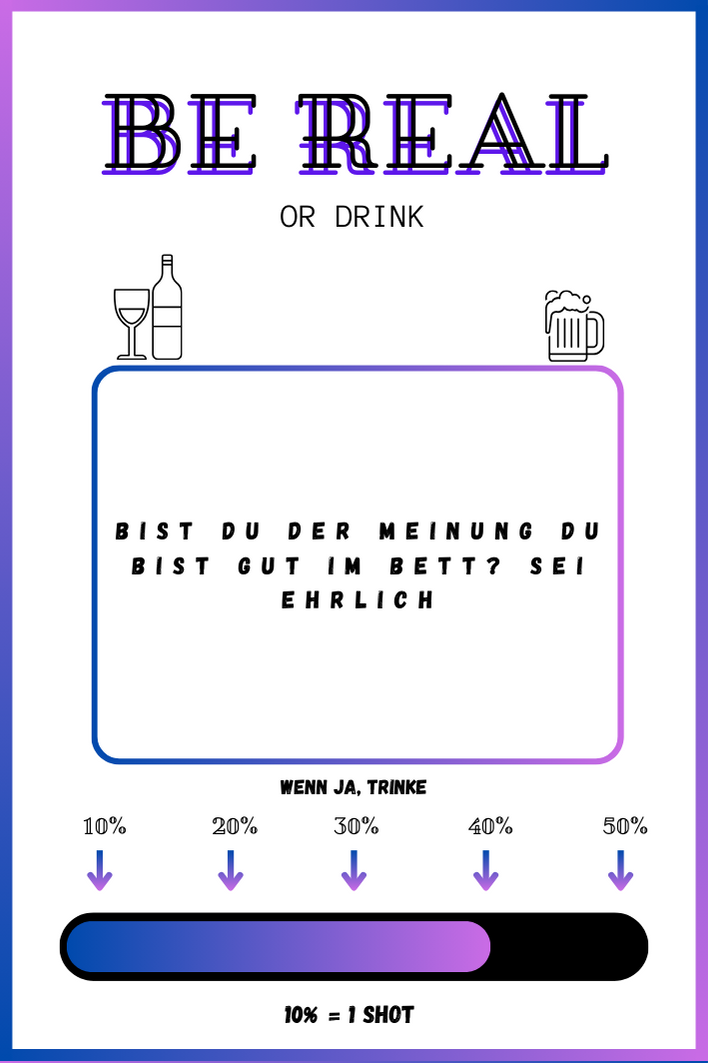 BE REAL
OR DRINK
BIST DU DER MEINUNG DU
BIST GUT IM BETT? SEI
EHRLICH
WENN JA, TRINKE
10% 20% 30% 40% 50%
10% = 1 SHOT